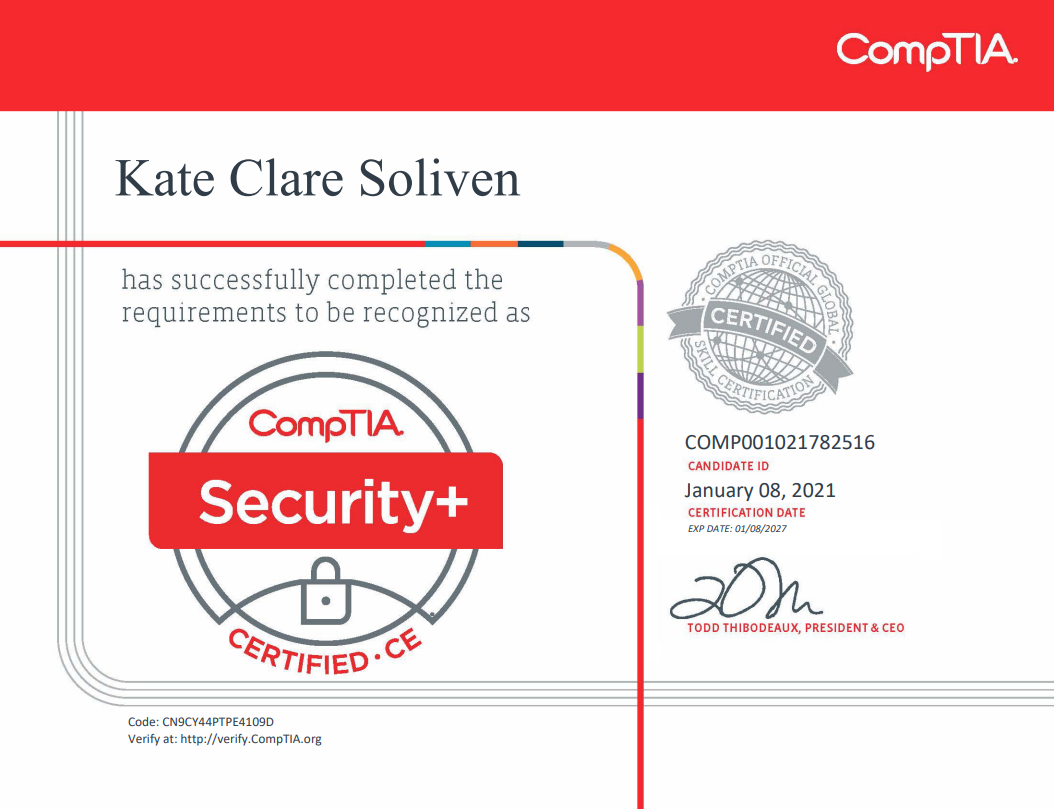 CompTIA.
Kate Clare Soliven
has successfully completed the
requirements to be recognized as
COMPTIA OFFICIAL GLOBAL
CERTIFIED
SKILL CERTIFICATION
CompTIA.
Security+
CERTIFIED • CE
COMP001021782516
CANDIDATE ID
January 08, 2021
CERTIFICATION DATE
EXP DATE: 01/08/2027
TODD THIBODEAUX, PRESIDENT & CEO
Code: CN9CY44PTPE4109D
Verify at: http://verify.CompTIA.org